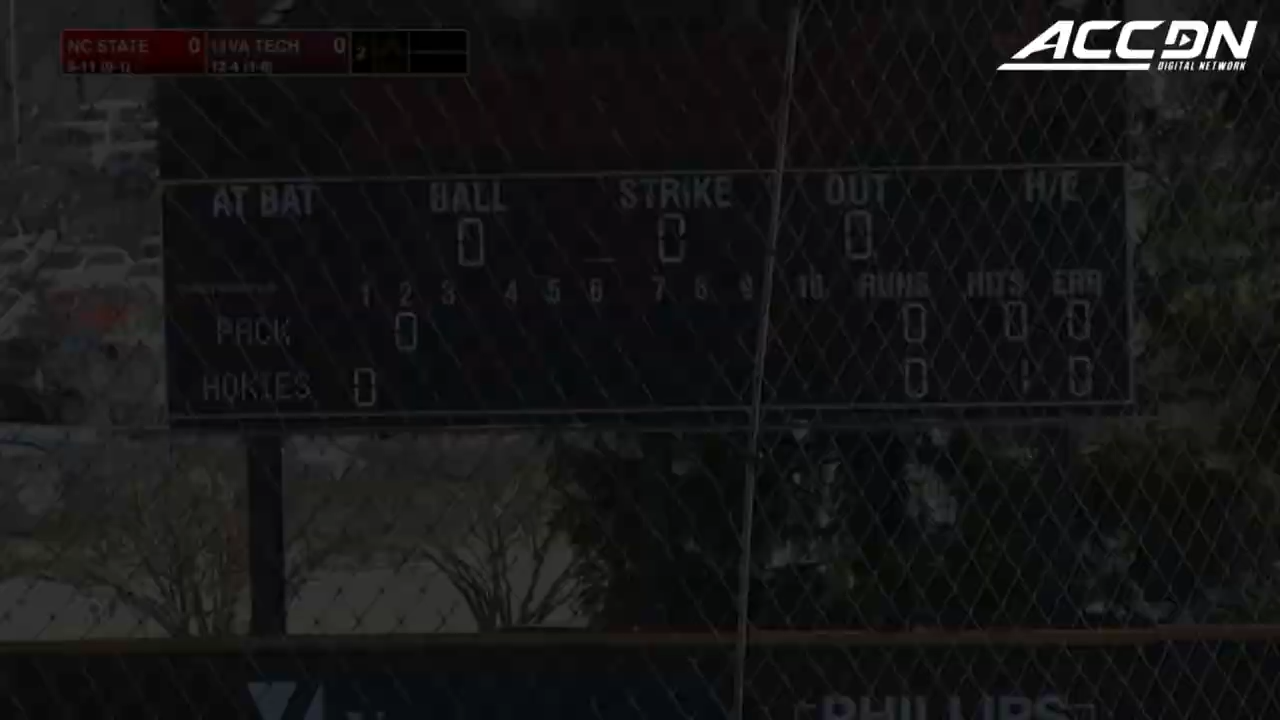 ACCDN
DIGITAL NETWORK
NC STATE 0 VA TECH 0 2
AT BAT BALL STRIKE OUT H/E
0 0 0
1 2 3 4 5 6 7 8 9 10 RUNS HITS ERR
PACK 0 0 0 0
HOKIES 0 0 1 0
PHILLIPS